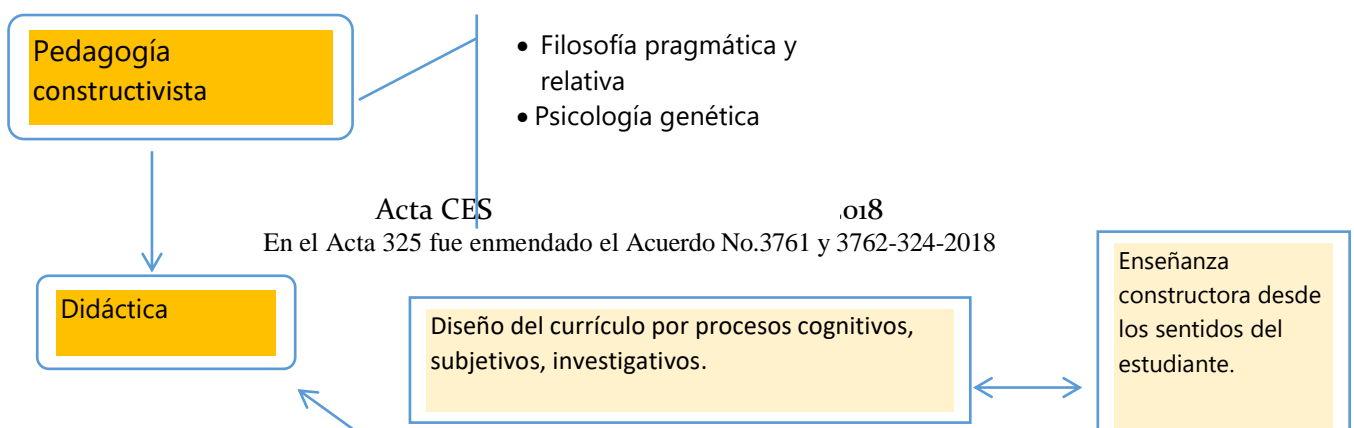 Pedagogía
constructivista
• Filosofía pragmática y
relativa
• Psicología genética
Acta CES .018
En el Acta 325 fue enmendado el Acuerdo No.3761 y 3762-324-2018
Didáctica
Diseño del currículo por procesos cognitivos,
subjetivos, investigativos.
Enseñanza
constructora desde
los sentidos del
estudiante.